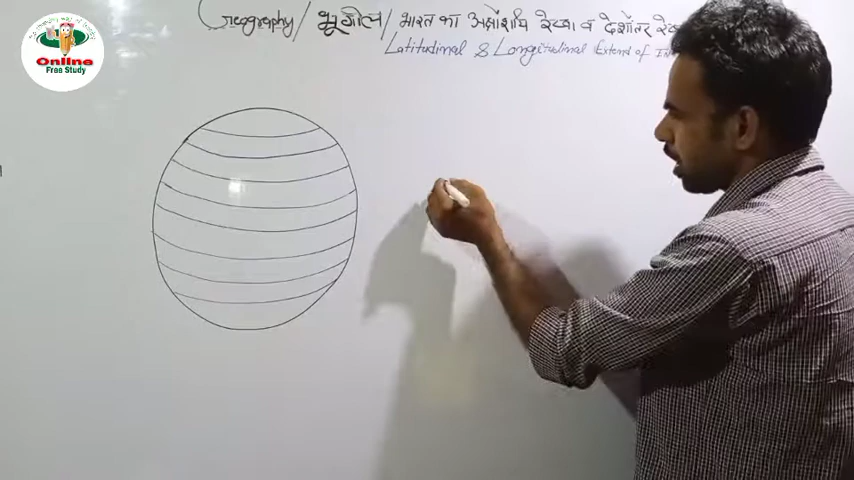 Geography/ भूगोल/ भारत का अक्षांशीय रेखा व देशांतर
Latitudinal & Longitudinal Extend of
Online
Free Study